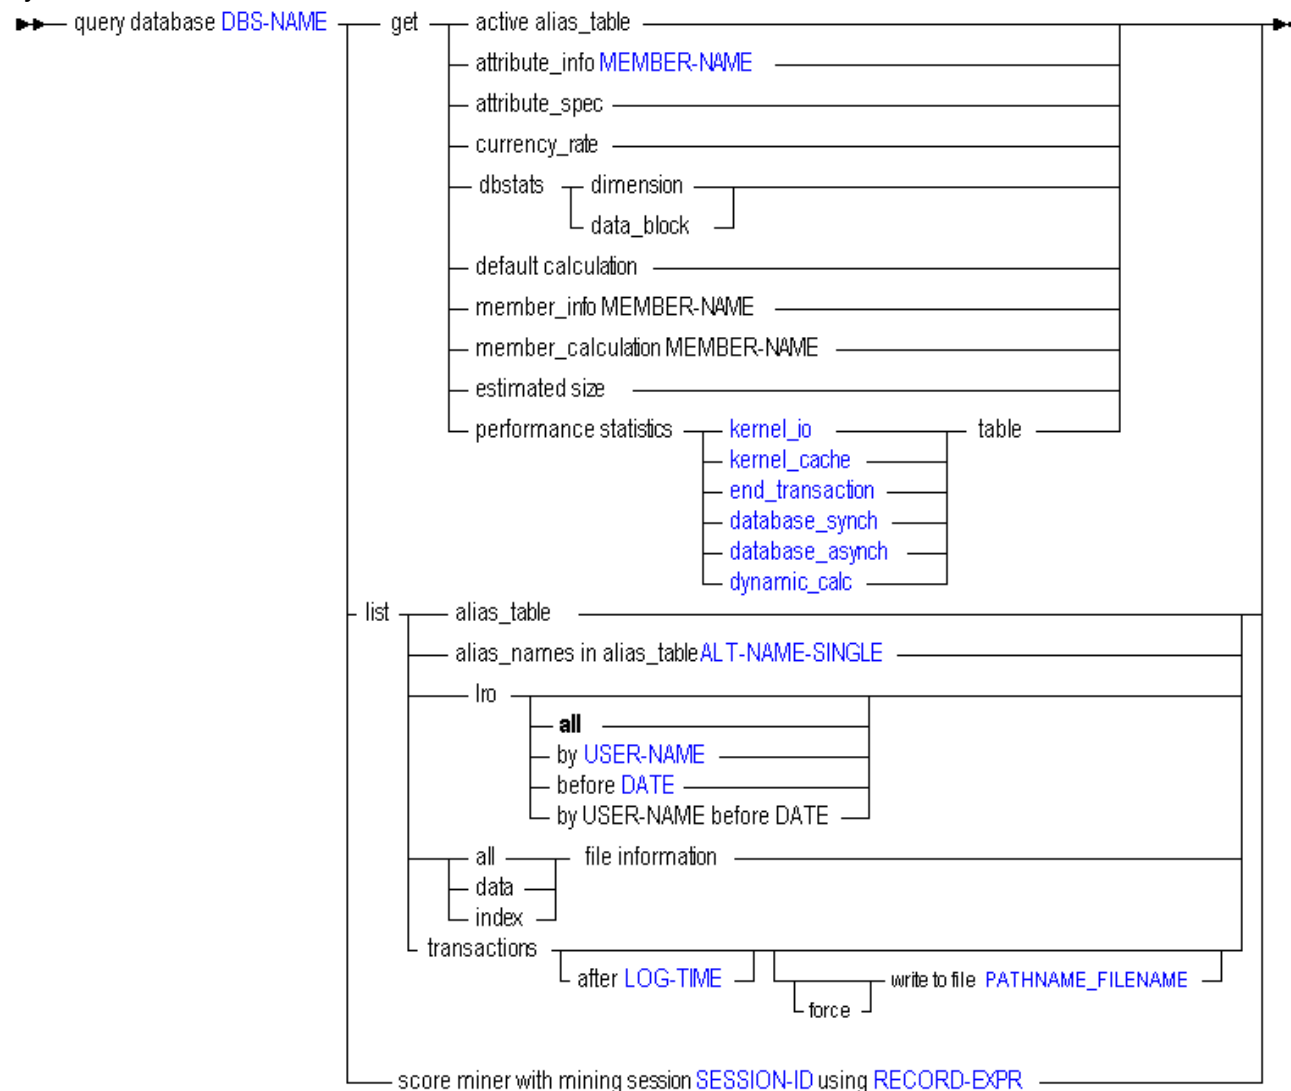 query database DBS-NAME get active alias_table
attribute_info MEMBER-NAME
attribute_spec
currency_rate
dbstats dimension
data_block
default calculation
member_info MEMBER-NAME
member_calculation MEMBER-NAME
estimated size
performance statistics kernel_io table
kernel_cache
end_transaction
database_synch
database_asynch
dynamic_calc
list alias_table
alias_names in alias_table ALT-NAME-SINGLE
lro
all
by USER-NAME
before DATE
by USER-NAME before DATE
all file information
data
index
transactions
after LOG-TIME write to file PATHNAME_FILENAME
force
score miner with mining session SESSION-ID using RECORD-EXPR